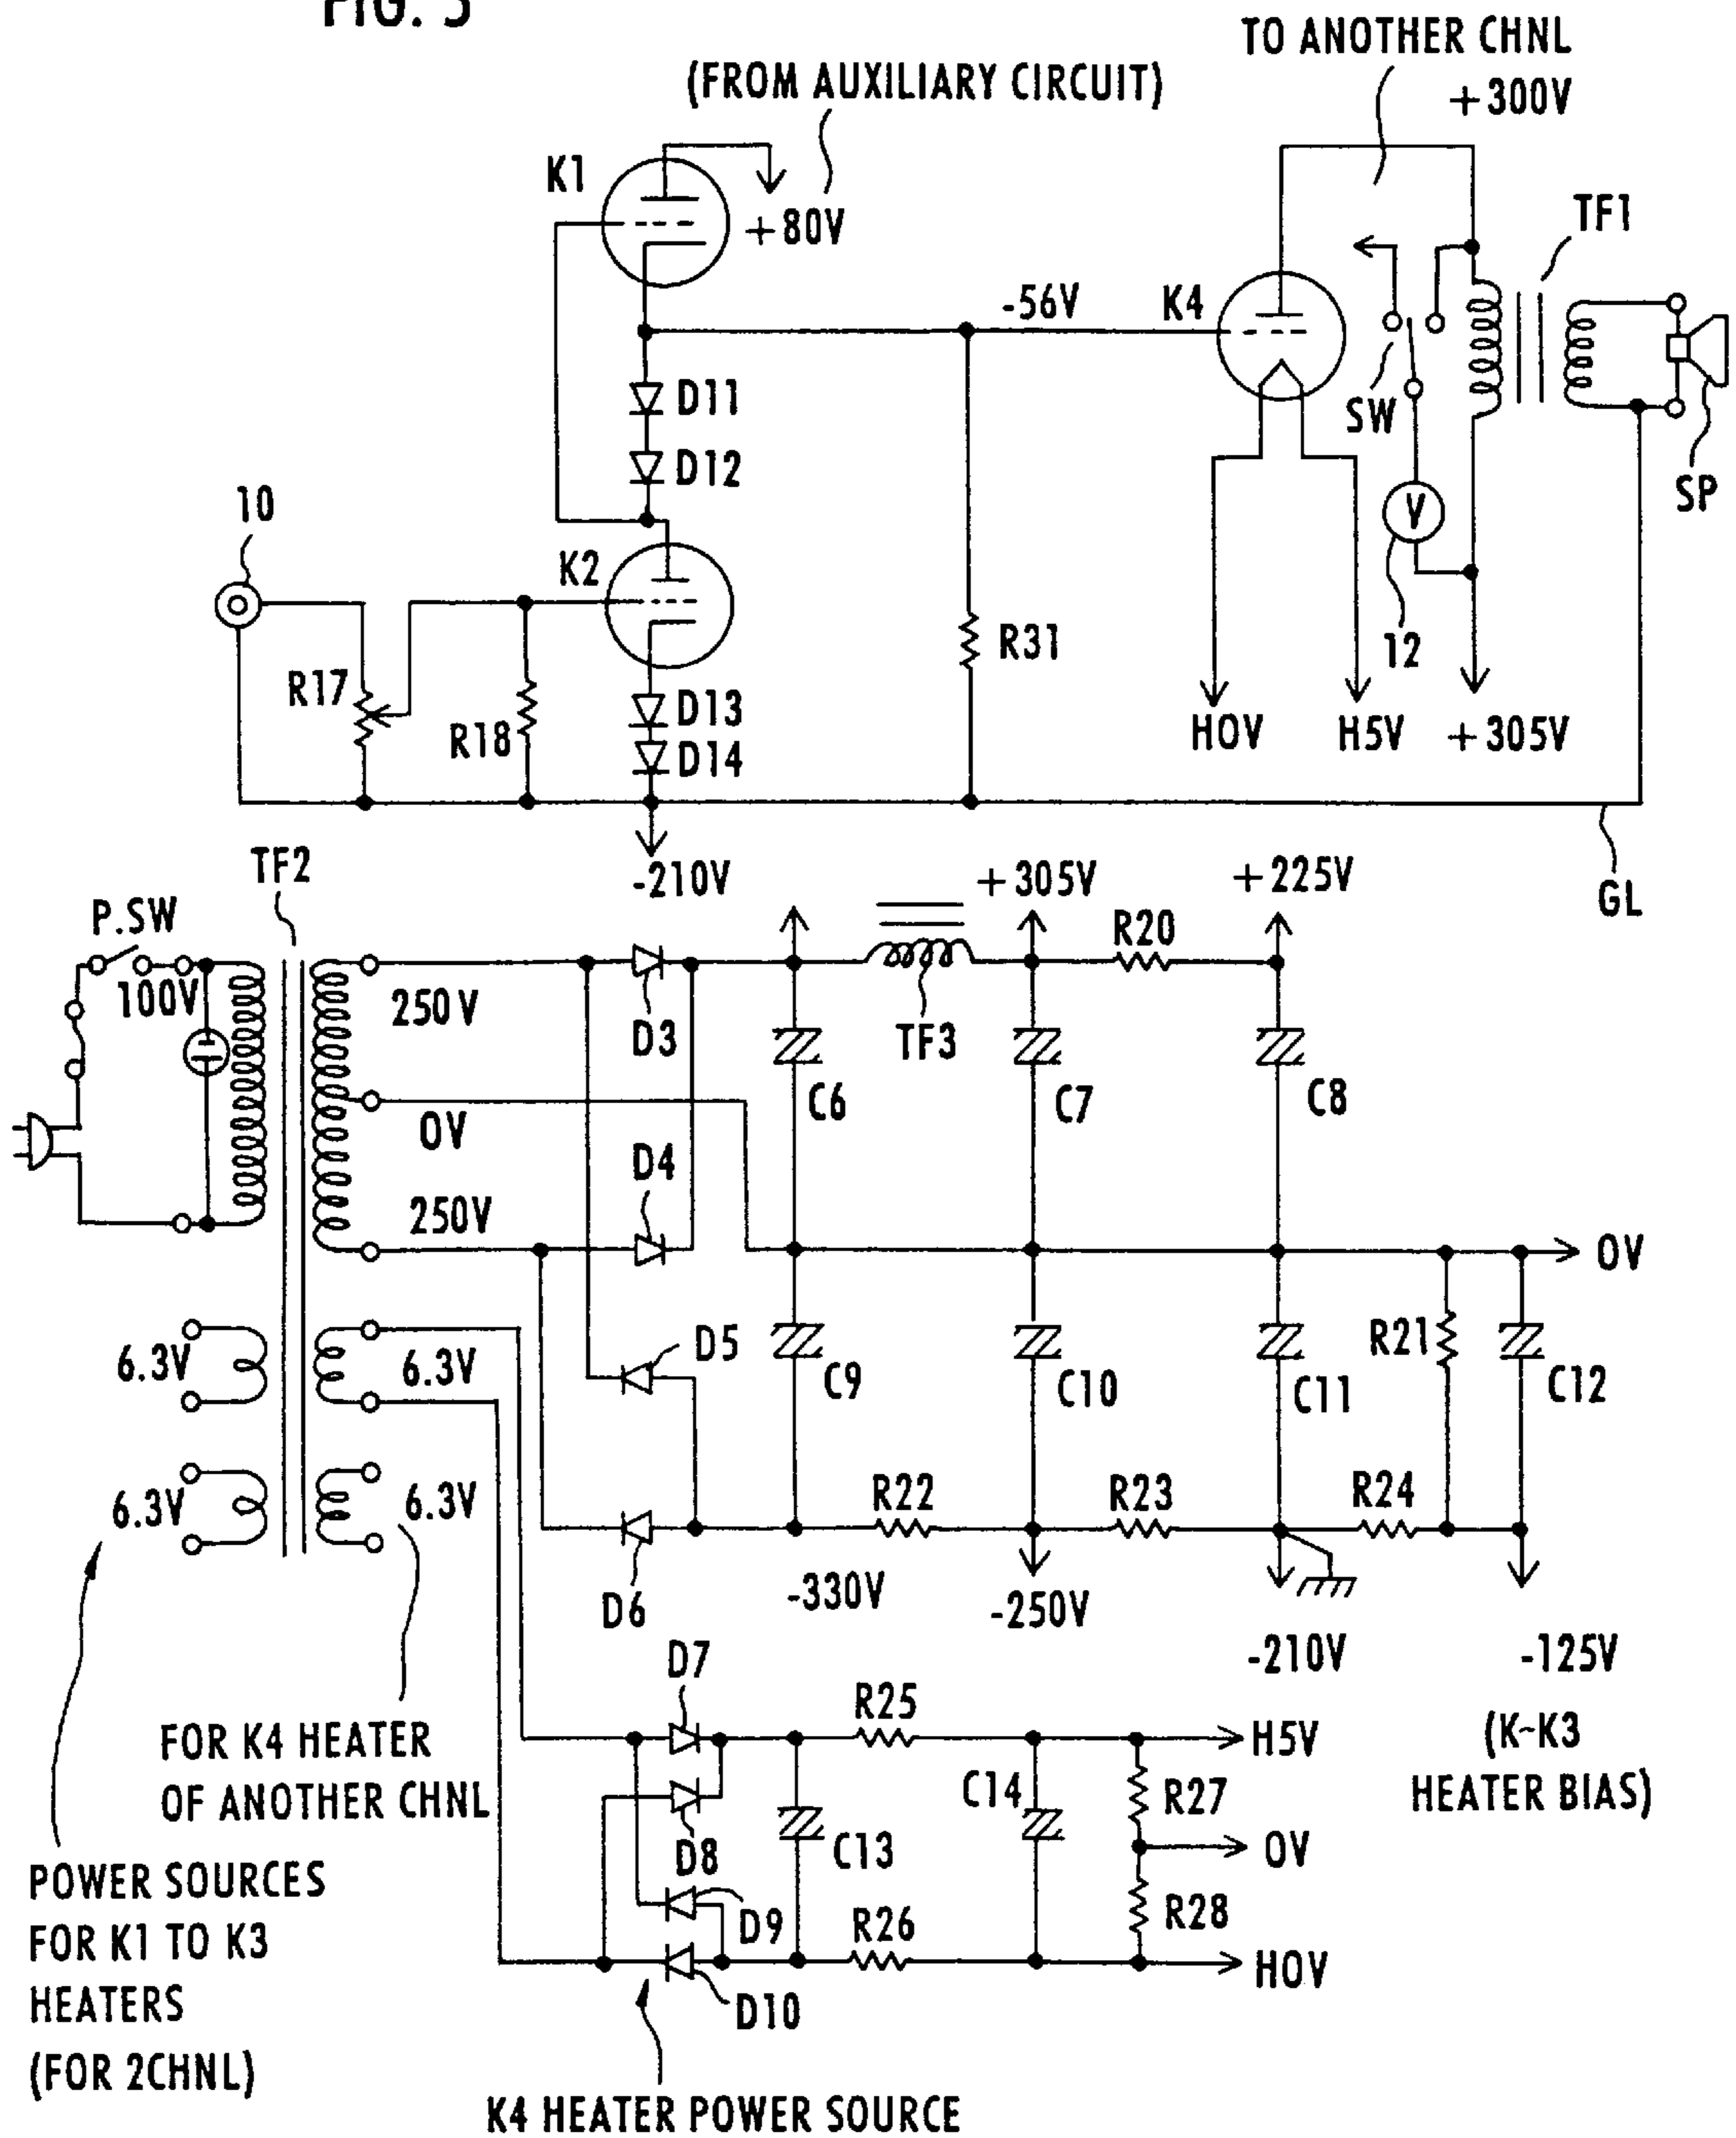 FIG. 5
TO ANOTHER CHNL
(FROM AUXILIARY CIRCUIT)
+300V
K1
+80V
TF1
-56V
K4
D11
SW
D12
SP
10
V
K2
R31
12
R17
D13
R18
D14
HOV
H5V
+305V
TF2
-210V
+305V
+225V
GL
P.SW
R20
100V
250V
D3
TF3
C6
C7
C8
0V
D4
250V
0V
D5
R21
6.3V
6.3V
C9
C10
C11
C12
R22
R23
R24
6.3V
6.3V
D6
-330V
-250V
-210V
-125V
D7
R25
FOR K4 HEATER
OF ANOTHER CHNL
H5V
(K~K3
HEATER BIAS)
C14
R27
D8
C13
0V
POWER SOURCES
FOR K1 TO K3
HEATERS
(FOR 2CHNL)
D9
R26
R28
HOV
D10
K4 HEATER POWER SOURCE